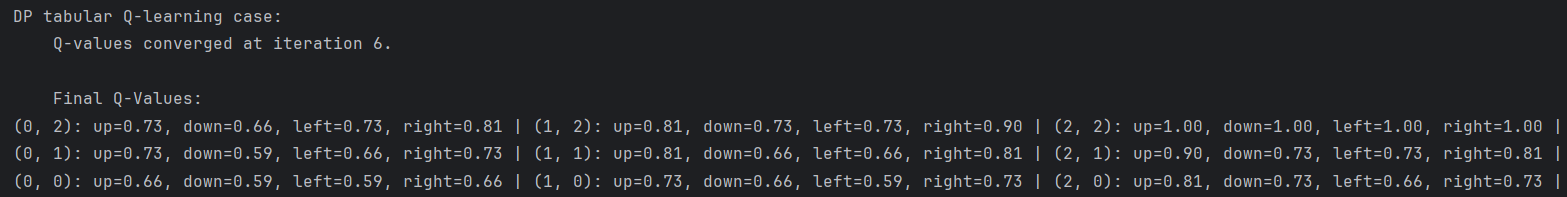 DP tabular Q-learning case:
Q-values converged at iteration 6.
Final Q-Values:
(0, 2): up=0.73, down=0.66, left=0.73, right=0.81 | (1, 2): up=0.81, down=0.73, left=0.73, right=0.90 | (2, 2): up=1.00, down=1.00, left=1.00, right=1.00 |
(0, 1): up=0.73, down=0.59, left=0.66, right=0.73 | (1, 1): up=0.81, down=0.66, left=0.66, right=0.81 | (2, 1): up=0.90, down=0.73, left=0.73, right=0.81 |
(0, 0): up=0.66, down=0.59, left=0.59, right=0.66 | (1, 0): up=0.73, down=0.66, left=0.59, right=0.73 | (2, 0): up=0.81, down=0.73, left=0.66, right=0.73 |